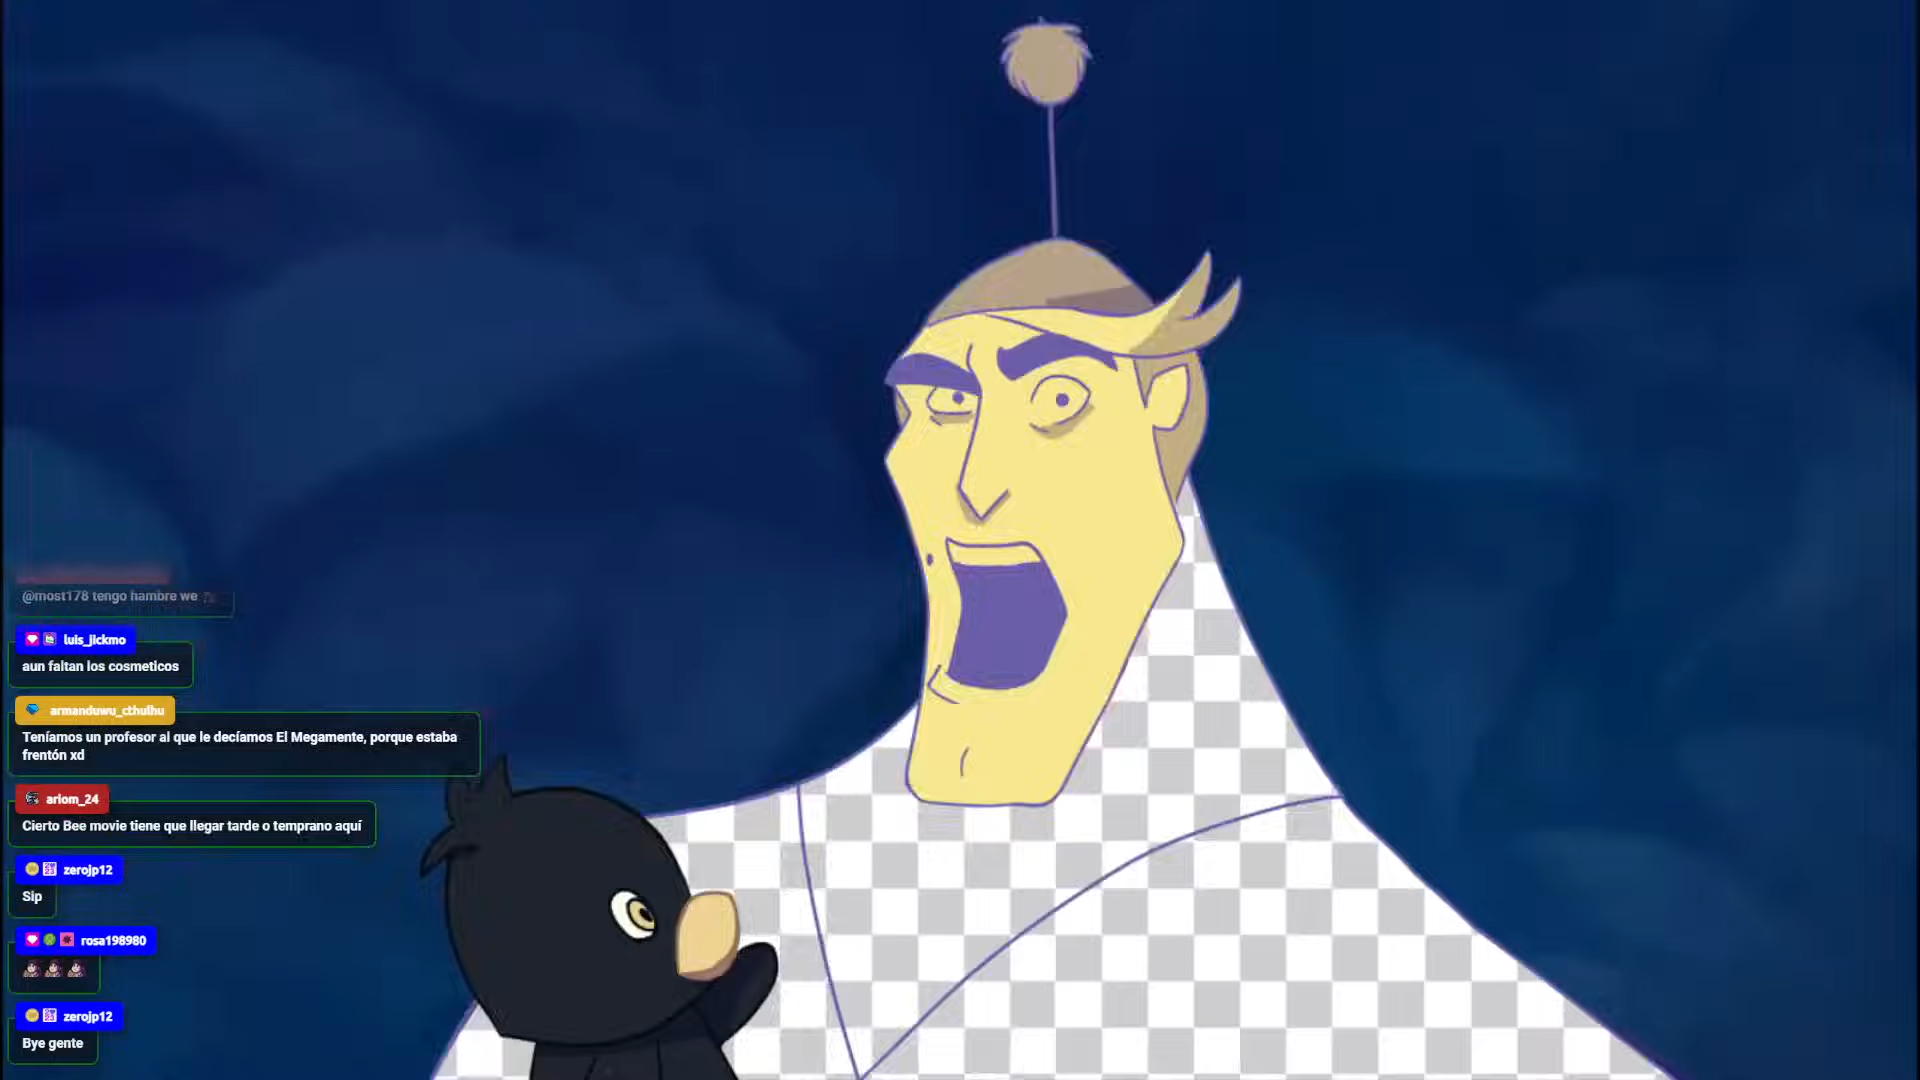 @most178 tengo hambre we
luis_jickmo
aun faltan los cosmeticos
armanduwu_cthulhu
Teníamos un profesor al que le decíamos El Megamente, porque estaba
frentón xd
ariom_24
Cierto Bee movie tiene que llegar tarde o temprano aquí
zerojp12
Sip
rosa198980
zerojp12
Bye gente